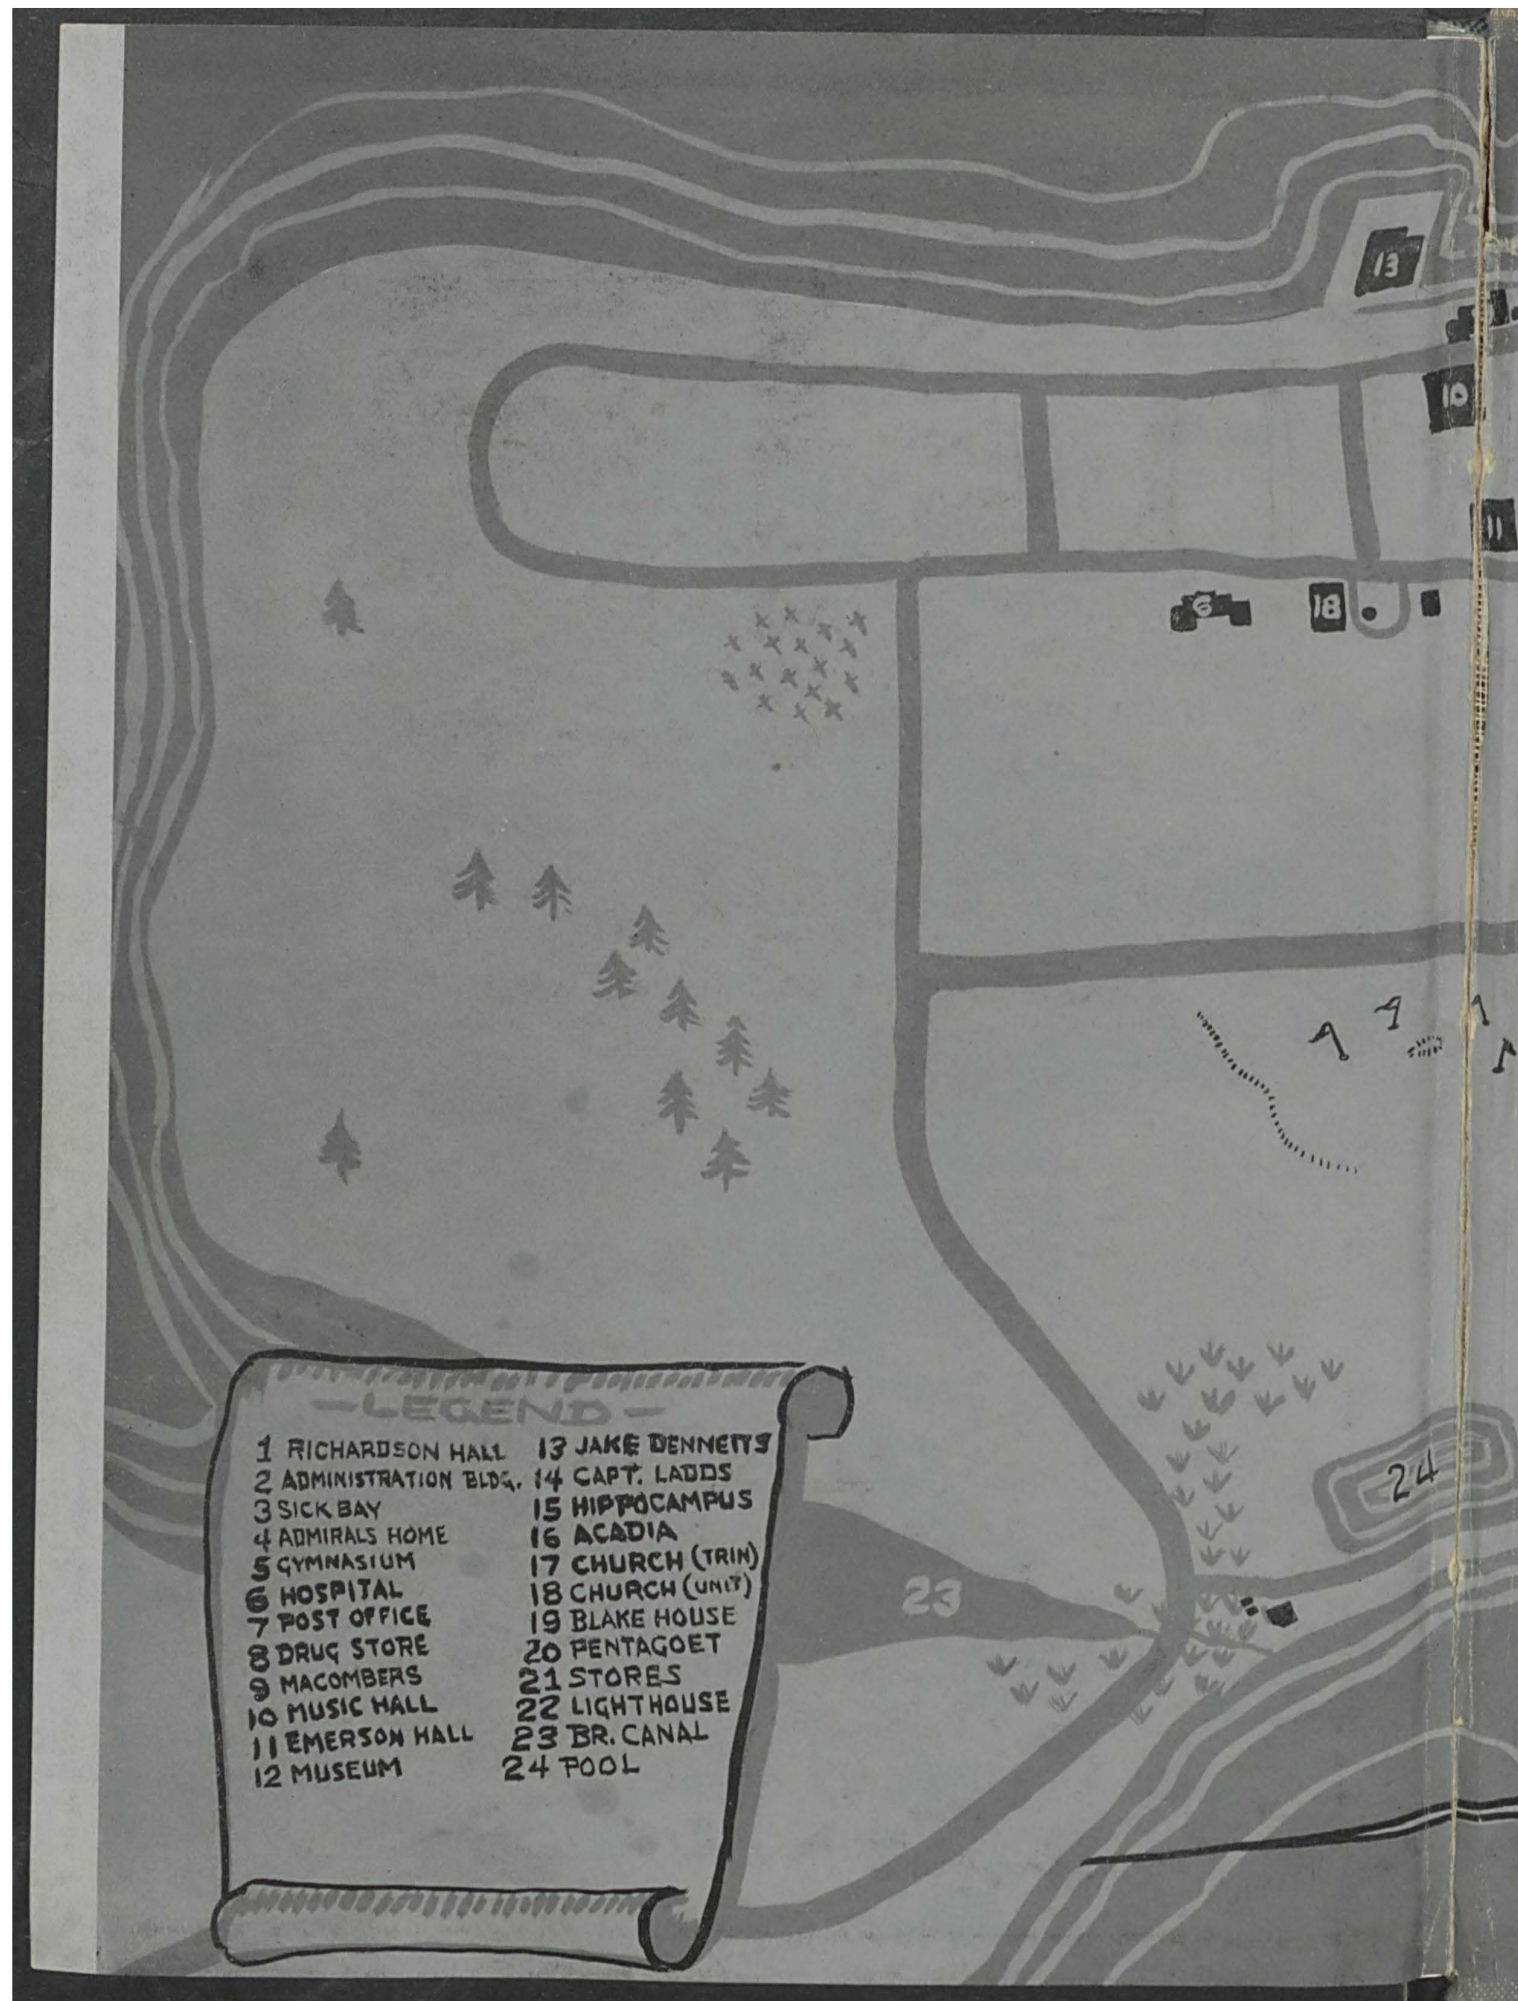 13
10
11
6
18
24
23
-LEGEND-
1 RICHARDSON HALL
2 ADMINISTRATION BLDG.
3 SICK BAY
4 ADMIRALS HOME
5 GYMNASIUM
6 HOSPITAL
7 POST OFFICE
8 DRUG STORE
9 MACOMBERS
10 MUSIC HALL
11 EMERSON HALL
12 MUSEUM
13 JAKE DENNETTS
14 CAPT. LADDS
15 HIPPOCAMPUS
16 ACADIA
17 CHURCH (TRIN)
18 CHURCH (UNIT)
19 BLAKE HOUSE
20 PENTAGOET
21 STORES
22 LIGHTHOUSE
23 BR. CANAL
24 POOL